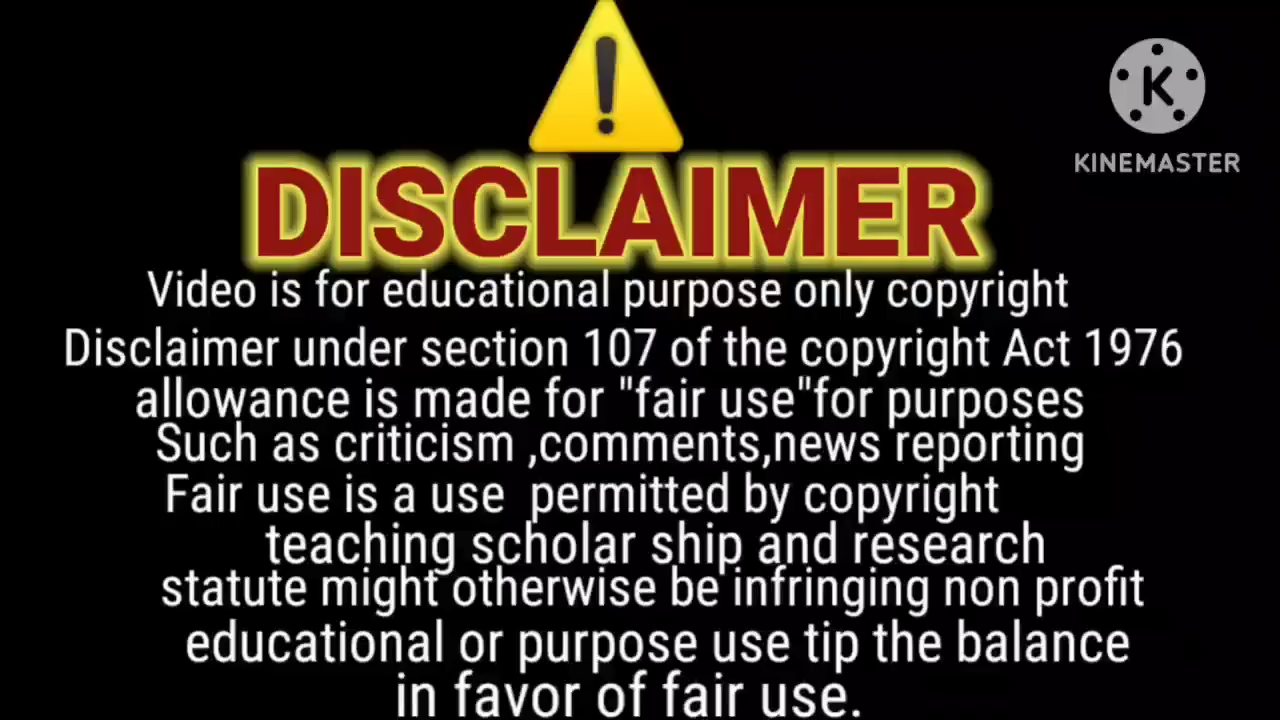 KINEMASTER
DISCLAIMER
Video is for educational purpose only copyright
Disclaimer under section 107 of the copyright Act 1976
allowance is made for "fair use"for purposes
Such as criticism ,comments,news reporting
Fair use is a use permitted by copyright
teaching scholar ship and research
statute might otherwise be infringing non profit
educational or purpose use tip the balance
in favor of fair use.